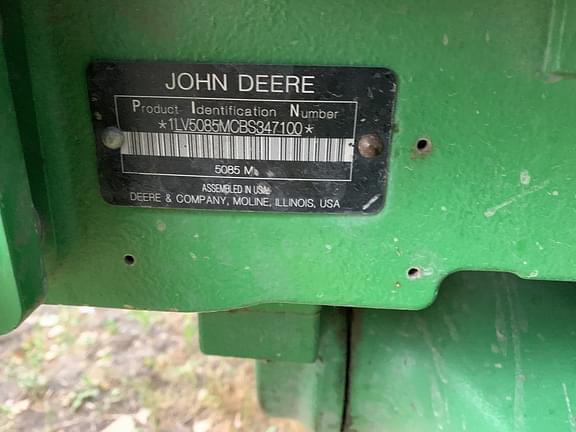 JOHN DEERE
Product Identification Number
*1LV5085MCBS347100*
5085 M
ASSEMBLED IN USA
DEERE & COMPANY, MOLINE, ILLINOIS, USA